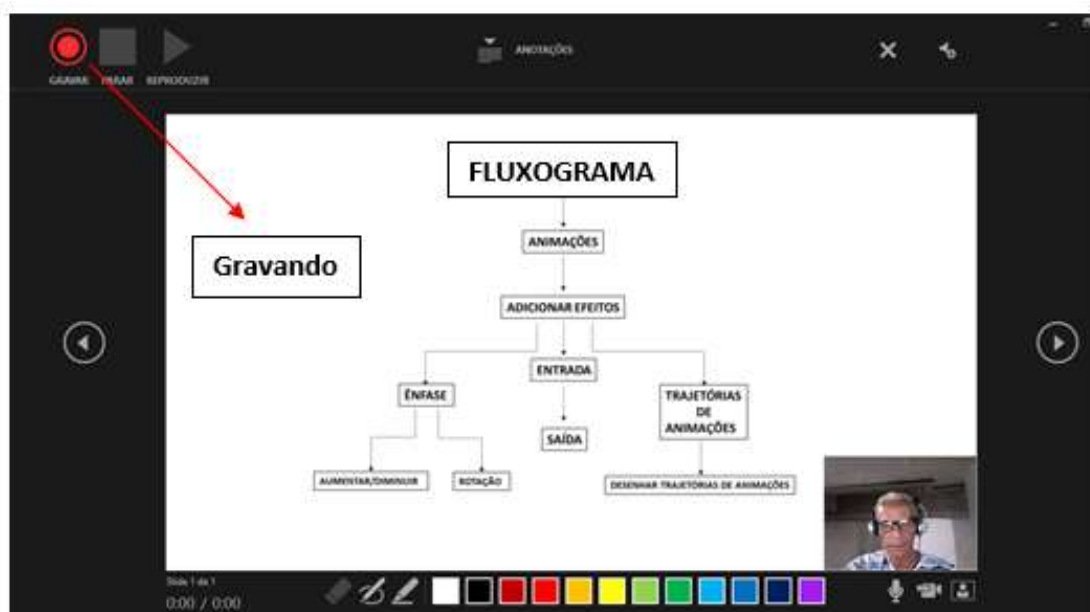 GRAVAR PARAR REPRODUZIR
ANOTAÇÕES
FLUXOGRAMA
Gravando
ANIMAÇÕES
ADICIONAR EFEITOS
ÊNFASE
ENTRADA
TRAJETÓRIAS
DE
ANIMAÇÕES
SAÍDA
AUMENTAR/DIMINUIR
ROTAÇÃO
DESENHAR TRAJETÓRIAS DE ANIMAÇÕES
Slide 1 de 1
0:00 / 0:00